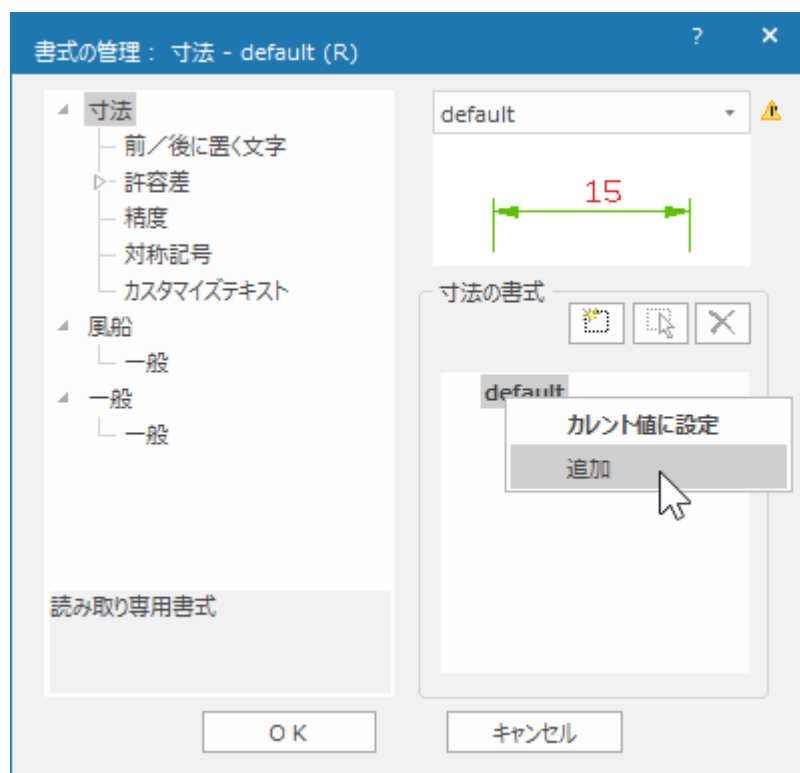 書式の管理： 寸法 - default (R)
?
×
寸法
前／後に置く文字
許容差
精度
対称記号
カスタマイズテキスト
風船
一般
一般
一般
読み取り専用書式
default
15
寸法の書式
default
カレント値に設定
追加
OK
キャンセル